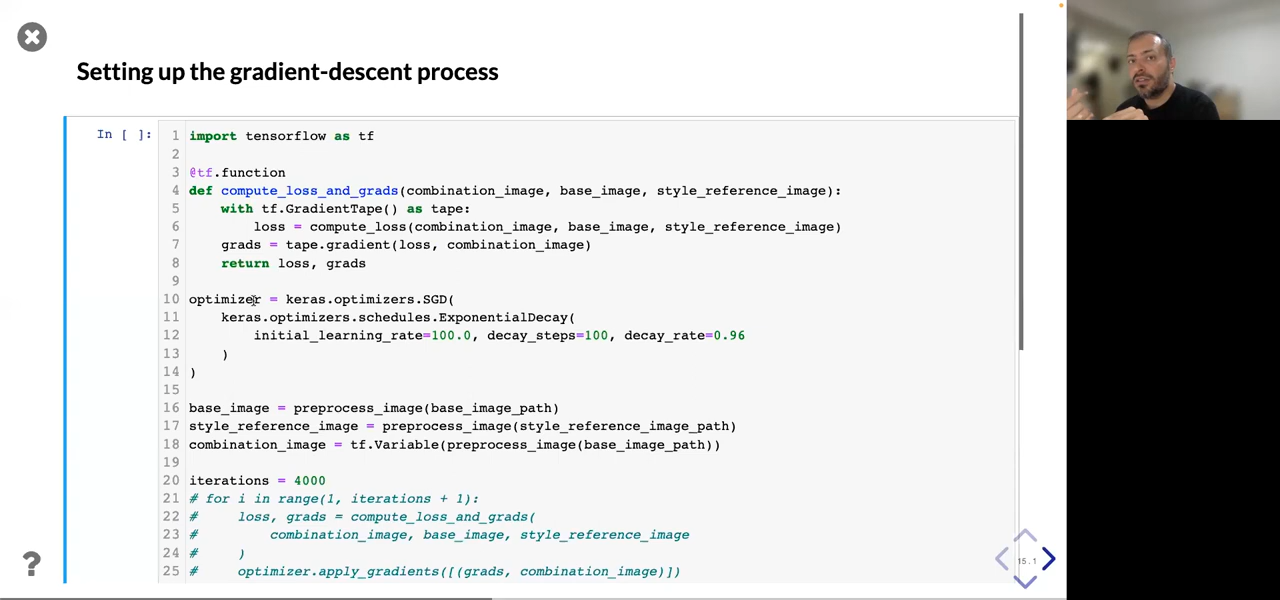 Setting up the gradient-descent process
In [ ]:
1 import tensorflow as tf
2
3 @tf.function
4 def compute_loss_and_grads(combination_image, base_image, style_reference_image):
5     with tf.GradientTape() as tape:
6         loss = compute_loss(combination_image, base_image, style_reference_image)
7     grads = tape.gradient(loss, combination_image)
8     return loss, grads
9
10 optimizer = keras.optimizers.SGD(
11     keras.optimizers.schedules.ExponentialDecay(
12         initial_learning_rate=100.0, decay_steps=100, decay_rate=0.96
13     )
14 )
15
16 base_image = preprocess_image(base_image_path)
17 style_reference_image = preprocess_image(style_reference_image_path)
18 combination_image = tf.Variable(preprocess_image(base_image_path))
19
20 iterations = 4000
21 # for i in range(1, iterations + 1):
22 #     loss, grads = compute_loss_and_grads(
23 #         combination_image, base_image, style_reference_image
24 #     )
25 #     optimizer.apply_gradients([(grads, combination_image)])
15.1
?